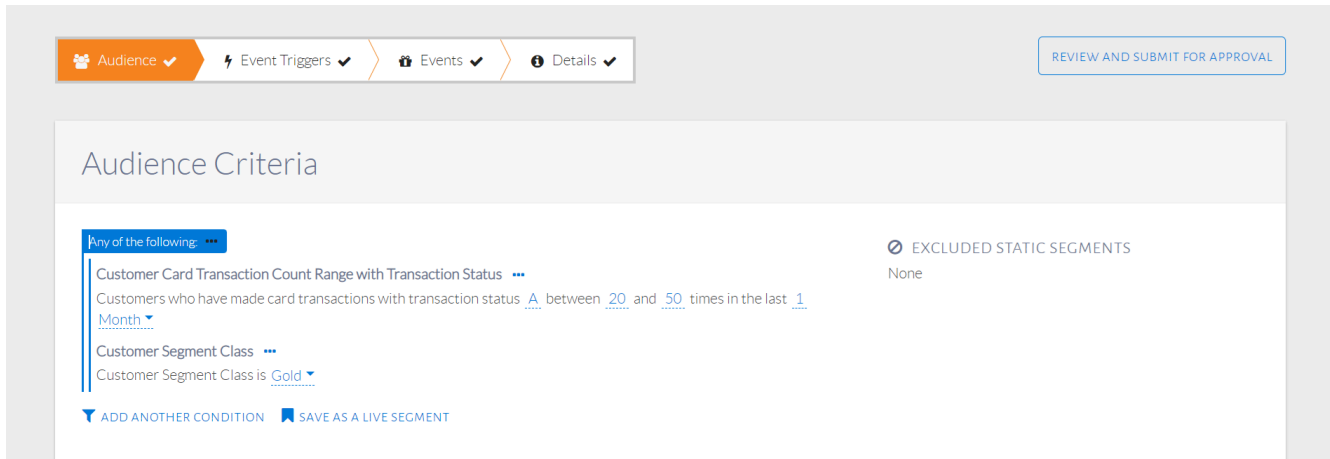 Audience
Event Triggers
Events
Details
REVIEW AND SUBMIT FOR APPROVAL
Audience Criteria
Any of the following:
EXCLUDED STATIC SEGMENTS
None
Customer Card Transaction Count Range with Transaction Status
Customers who have made card transactions with transaction status A between 20 and 50 times in the last 1
Month
Customer Segment Class
Customer Segment Class is Gold
ADD ANOTHER CONDITION
SAVE AS A LIVE SEGMENT